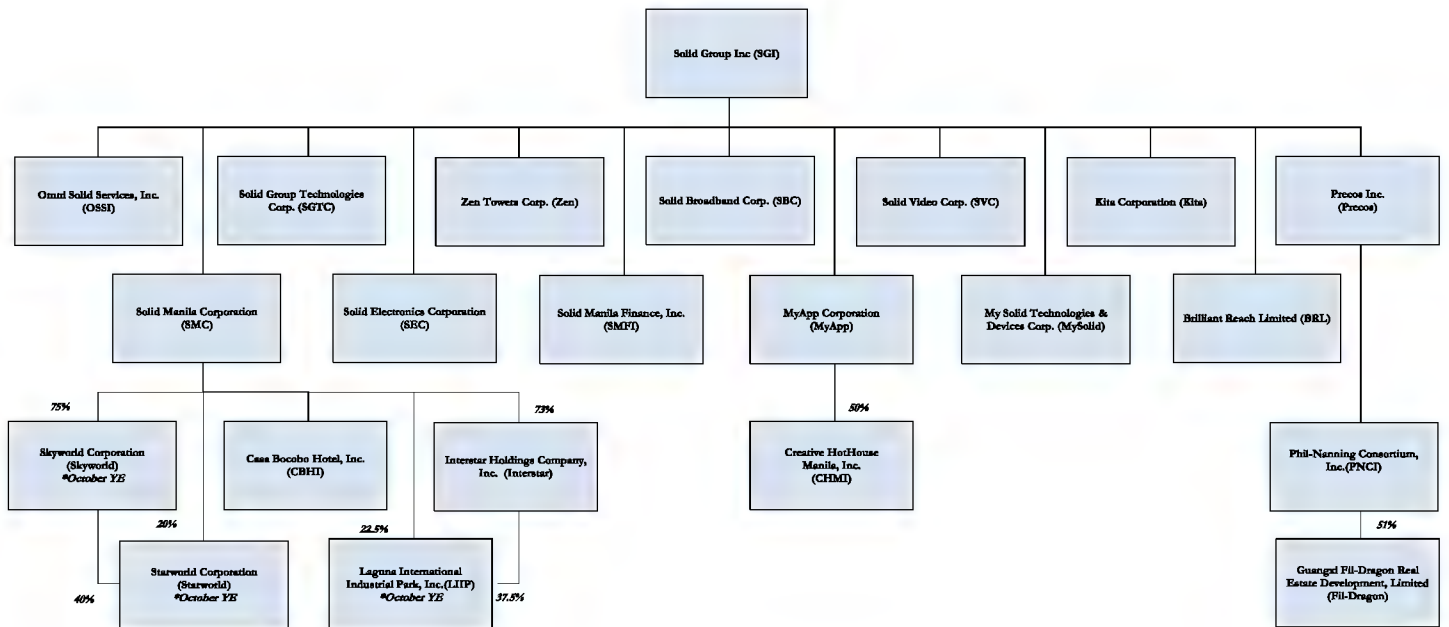 Solid Group Inc (SGI)
Omni Solid Services, Inc.
(OSSI)
Solid Group Technologies
Corp. (SGTC)
Zen Towers Corp. (Zen)
Solid Broadband Corp. (SBC)
Solid Video Corp. (SVC)
Kita Corporation (Kita)
Precos Inc.
(Precos)
Solid Manila Corporation
(SMC)
Solid Electronics Corporation
(SEC)
Solid Manila Finance, Inc.
(SMFI)
MyApp Corporation
(MyApp)
My Solid Technologies &
Devices Corp. (MySolid)
Brilliant Reach Limited (BRL)
75%
73%
50%
Skyworld Corporation
(Skyworld)
*October YE
Casa Bocobo Hotel, Inc.
(CBHI)
Interstar Holdings Company,
Inc. (Interstar)
Creative HotHouse
Manila, Inc.
(CHMI)
Phil-Nanning Consortium,
Inc.(PNCI)
20%
22.5%
51%
Starworld Corporation
(Starworld)
*October YE
Laguna International
Industrial Park, Inc.(LIIP)
*October YE
Guangxi Fil-Dragon Real
Estate Development, Limited
(Fil-Dragon)
40%
37.5%